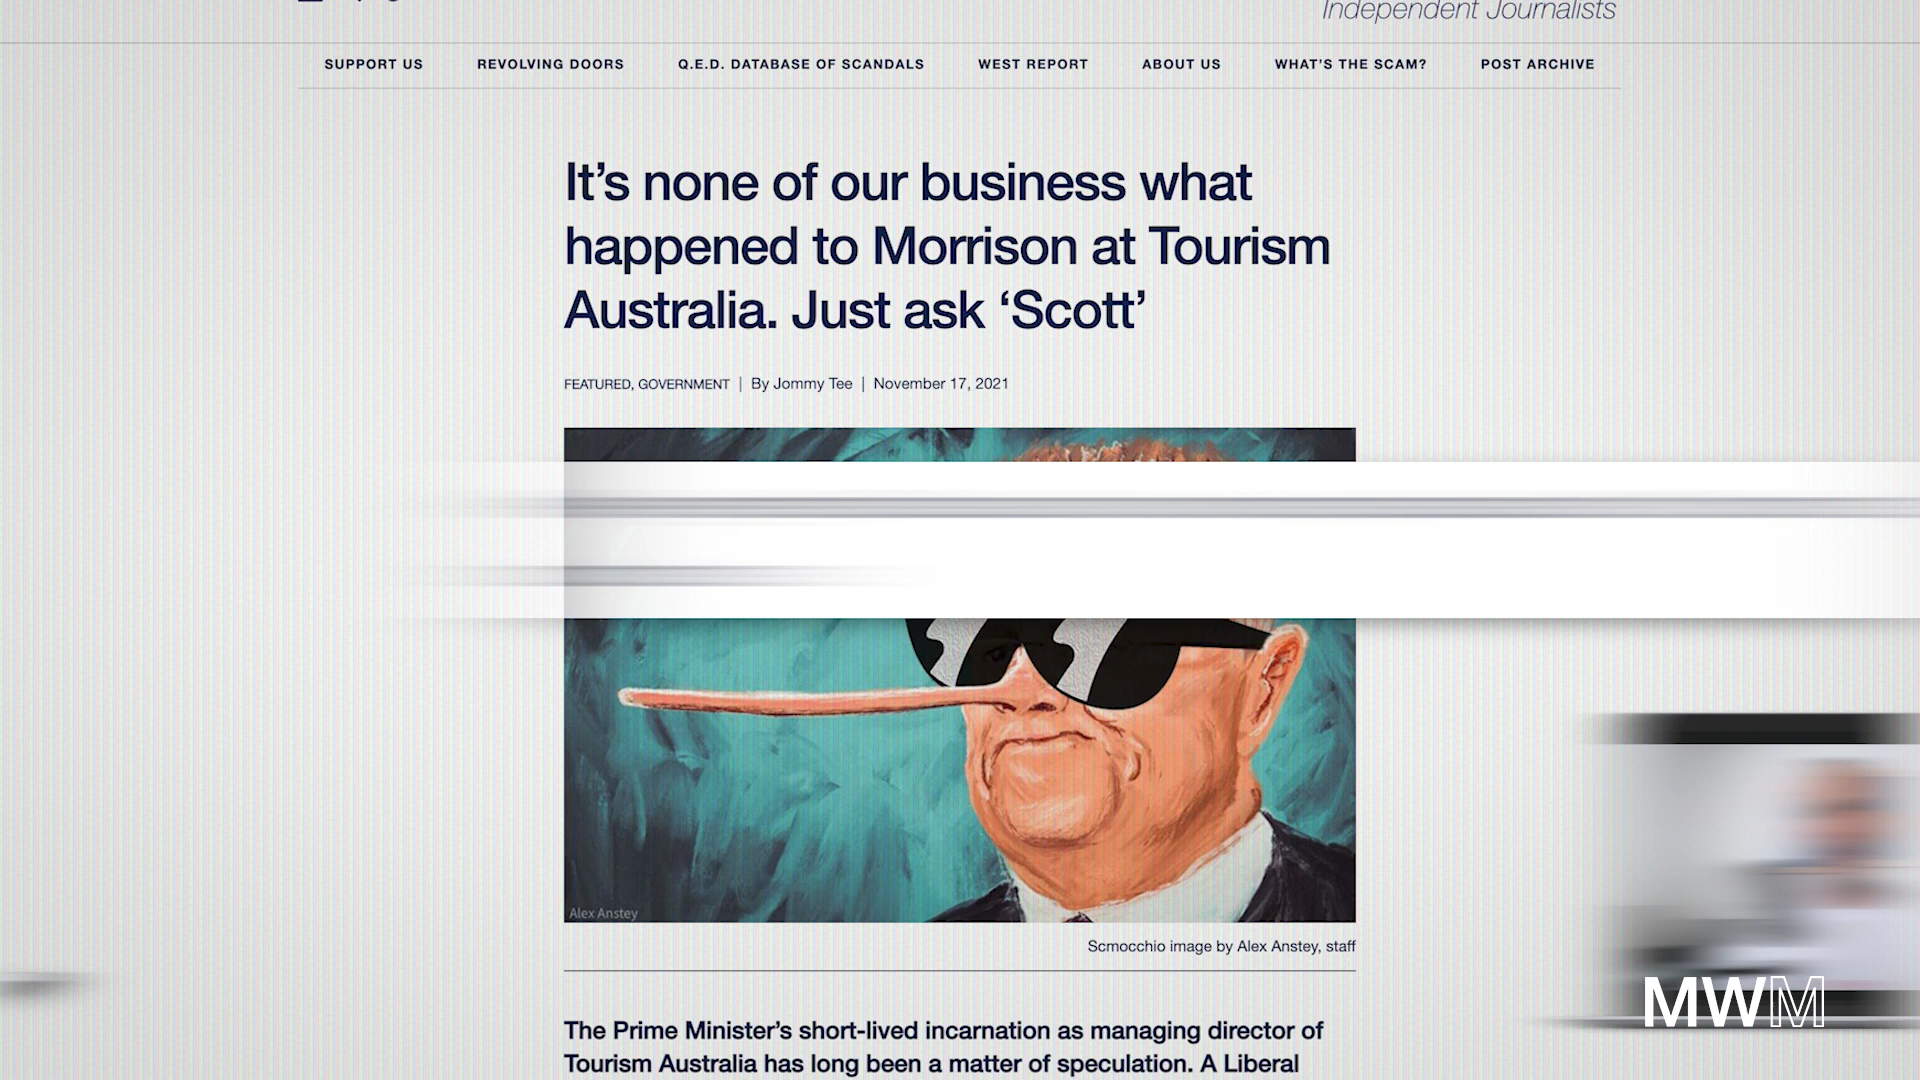 Independent Journalists
SUPPORT US REVOLVING DOORS Q.E.D. DATABASE OF SCANDALS WEST REPORT ABOUT US WHAT'S THE SCAM? POST ARCHIVE
It’s none of our business what
happened to Morrison at Tourism
Australia. Just ask ‘Scott’
FEATURED, GOVERNMENT | By Jommy Tee | November 17, 2021
Alex Anstey
Scmocchio image by Alex Anstey, staff
The Prime Minister’s short-lived incarnation as managing director of
Tourism Australia has long been a matter of speculation. A Liberal
MWM